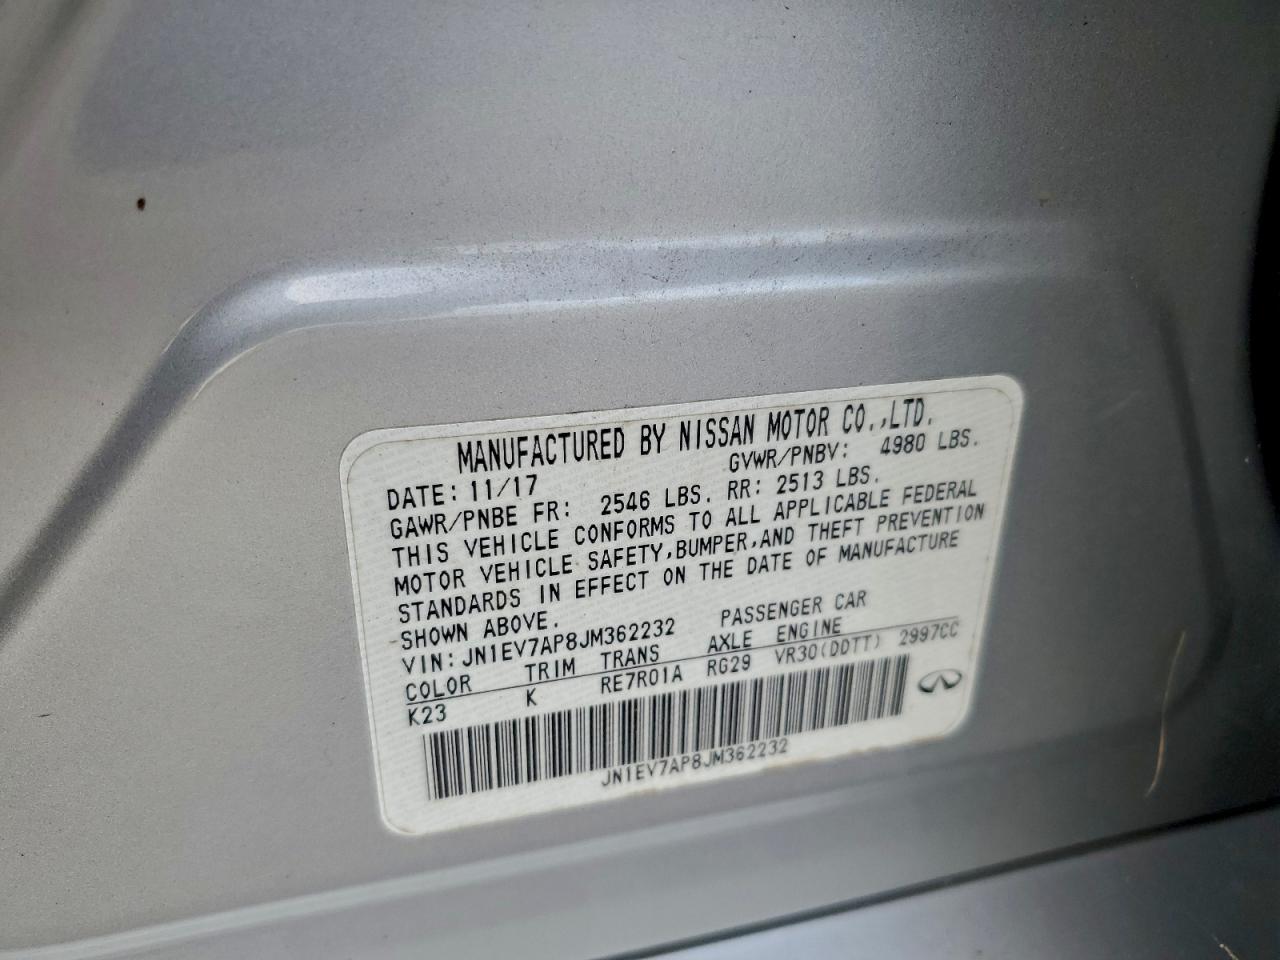 MANUFACTURED BY NISSAN MOTOR CO.,LTD.
DATE: 11/17 GVWR/PNBV: 4980 LBS.
GAWR/PNBE FR: 2546 LBS. RR: 2513 LBS.
THIS VEHICLE CONFORMS TO ALL APPLICABLE FEDERAL
MOTOR VEHICLE SAFETY,BUMPER,AND THEFT PREVENTION
STANDARDS IN EFFECT ON THE DATE OF MANUFACTURE
SHOWN ABOVE.
VIN: JN1EV7AP8JM362232 PASSENGER CAR
COLOR TRIM TRANS AXLE ENGINE
K23 K RE7R01A RG29 VR30(DDTT) 2997CC
JN1EV7AP8JM362232